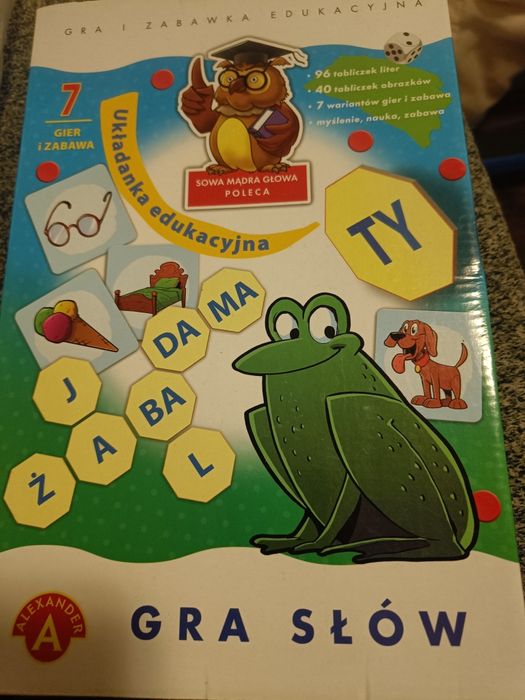 GRA I ZABAWKA EDUKACYJNA
• 96 tabliczek liter
• 40 tabliczek obrazków
• 7 wariantów gier i zabawa
• myślenie, nauka, zabawa
7
GIER
i ZABAWA
Układanka edukacyjna
SOWA MĄDRA GŁOWA
POLECA
TY
DA MA
J
BA
A
Ż
L
ALEXANDER
A
GRA SŁÓW